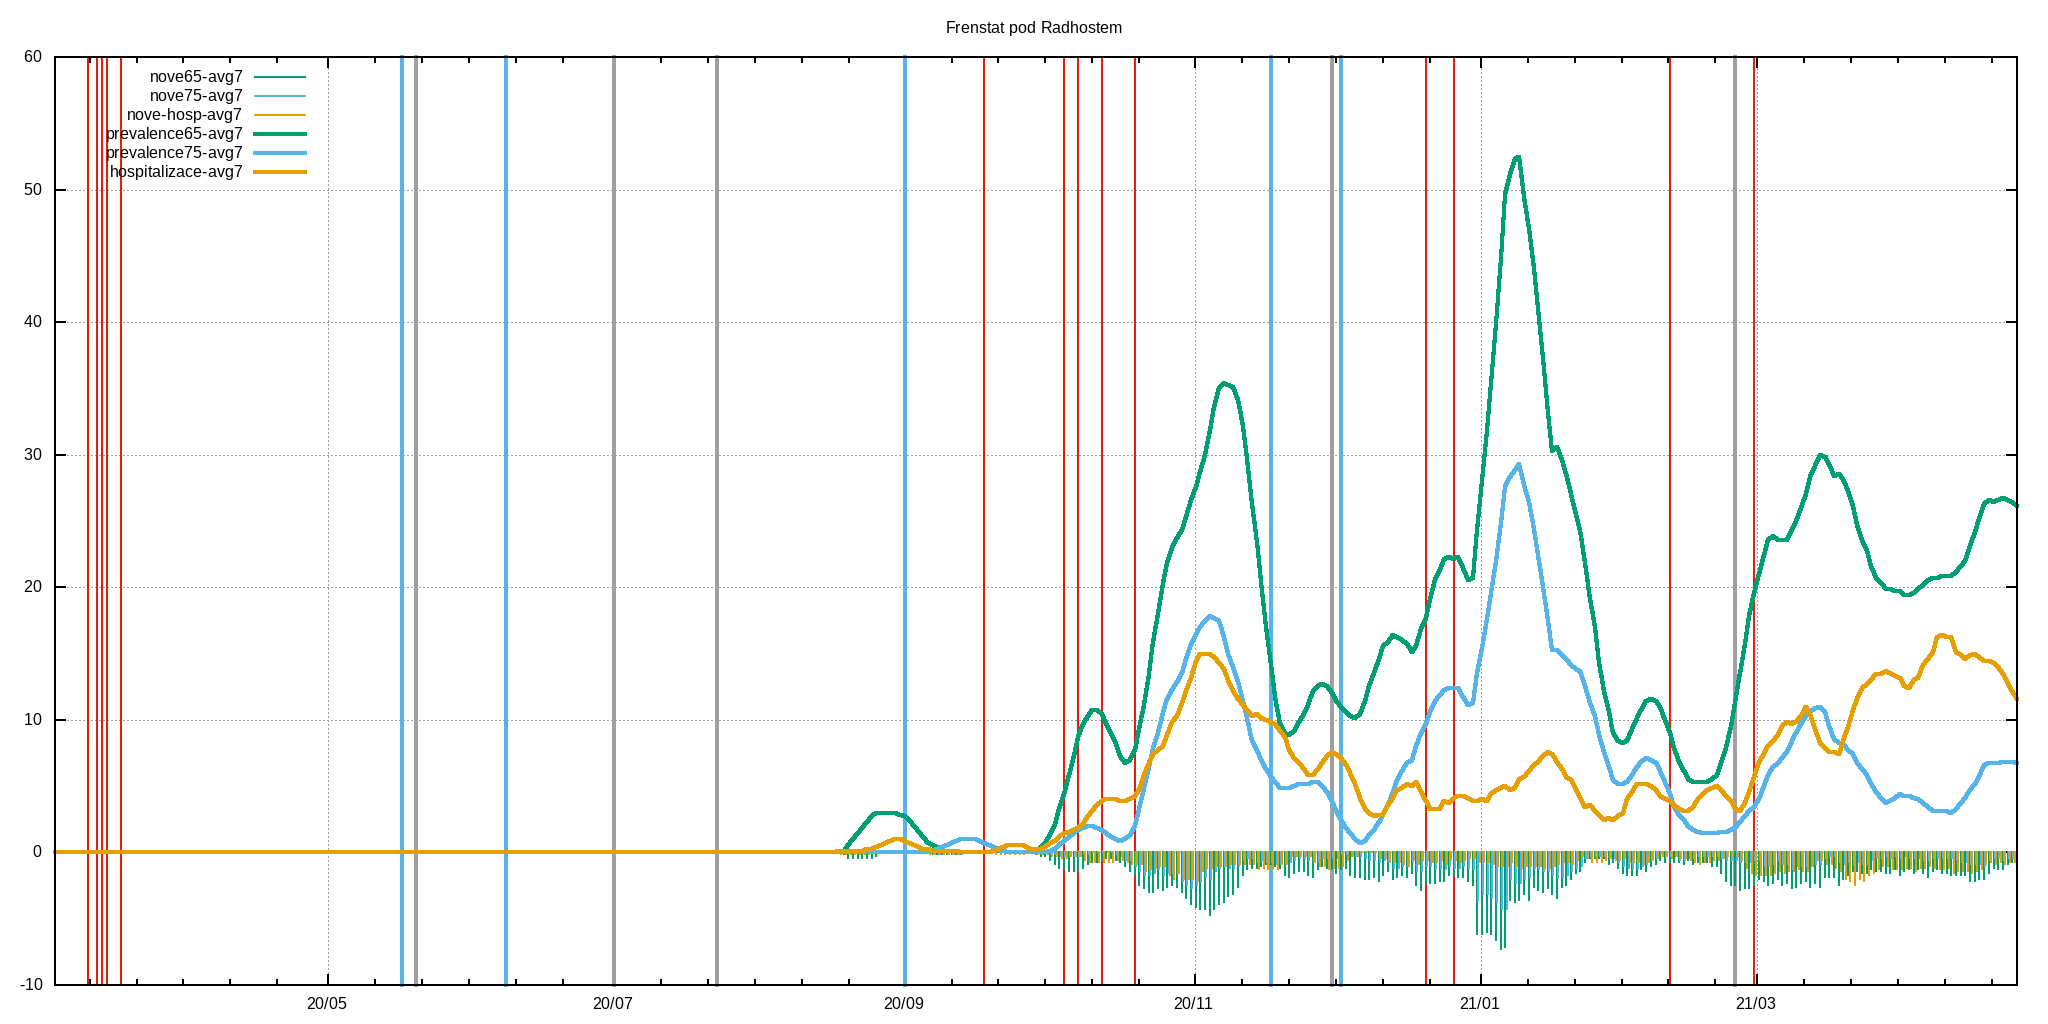 Frenstat pod Radhostem
60
nove65-avg7
nove75-avg7
nove-hosp-avg7
prevalence65-avg7
prevalence75-avg7
hospitalizace-avg7
50
40
30
20
10
0
-10
20/05 20/07 20/09 20/11 21/01 21/03